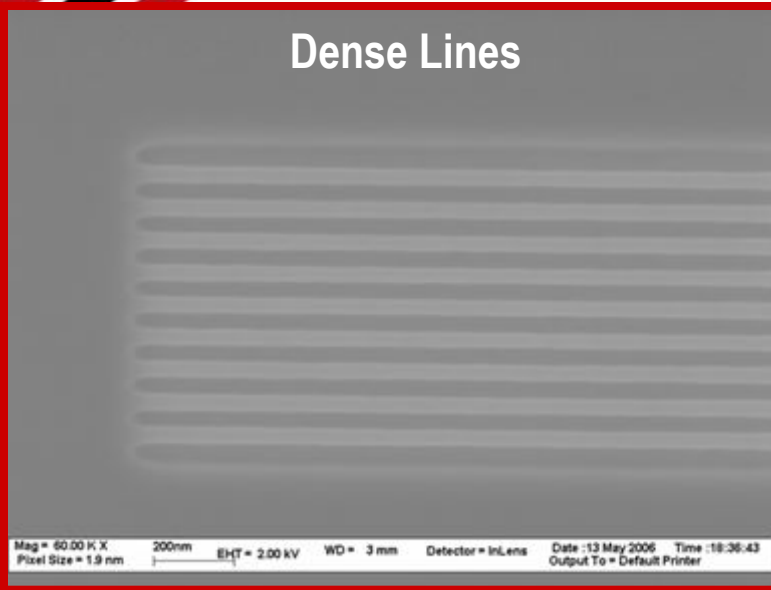 Dense Lines
Mag = 60.00 K X 200nm EHT = 2.00 kV WD = 3 mm Detector = InLens Date :13 May 2006 Time :18:36:43
Pixel Size = 1.9 nm Output To = Default Printer